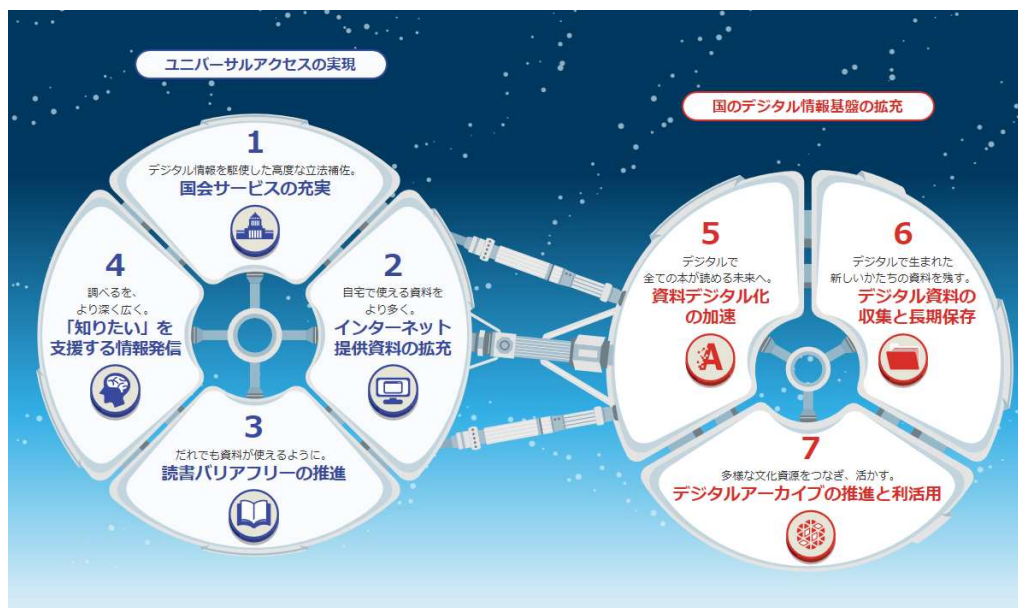 ユニバーサルアクセスの実現
1
デジタル情報を駆使した高度な立法補佐。
国会サービスの充実
2
自宅で使える資料を
より多く。
インターネット
提供資料の拡充
3
だれでも資料が使えるように。
読書バリアフリーの推進
4
調べるを、
より深く広く。
「知りたい」を
支援する情報発信
国のデジタル情報基盤の拡充
5
デジタルで
全ての本が読める未来へ。
資料デジタル化
の加速
6
デジタルで生まれた
新しいかたちの資料を残す。
デジタル資料の
収集と長期保存
7
多様な文化資源をつなぎ、活かす。
デジタルアーカイブの推進と利活用
A